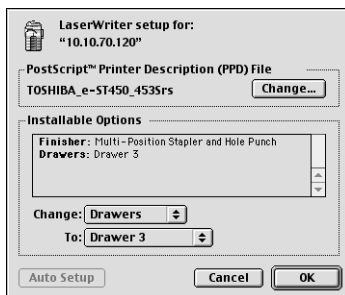 LaserWriter setup for:
“10.10.70.120”
PostScript™ Printer Description (PPD) File
TOSHIBA_e-ST450_453Srs
Change...
Installable Options
Finisher: Multi-Position Stapler and Hole Punch
Drawers: Drawer 3
Change: Drawers
To: Drawer 3
Auto Setup
Cancel
OK